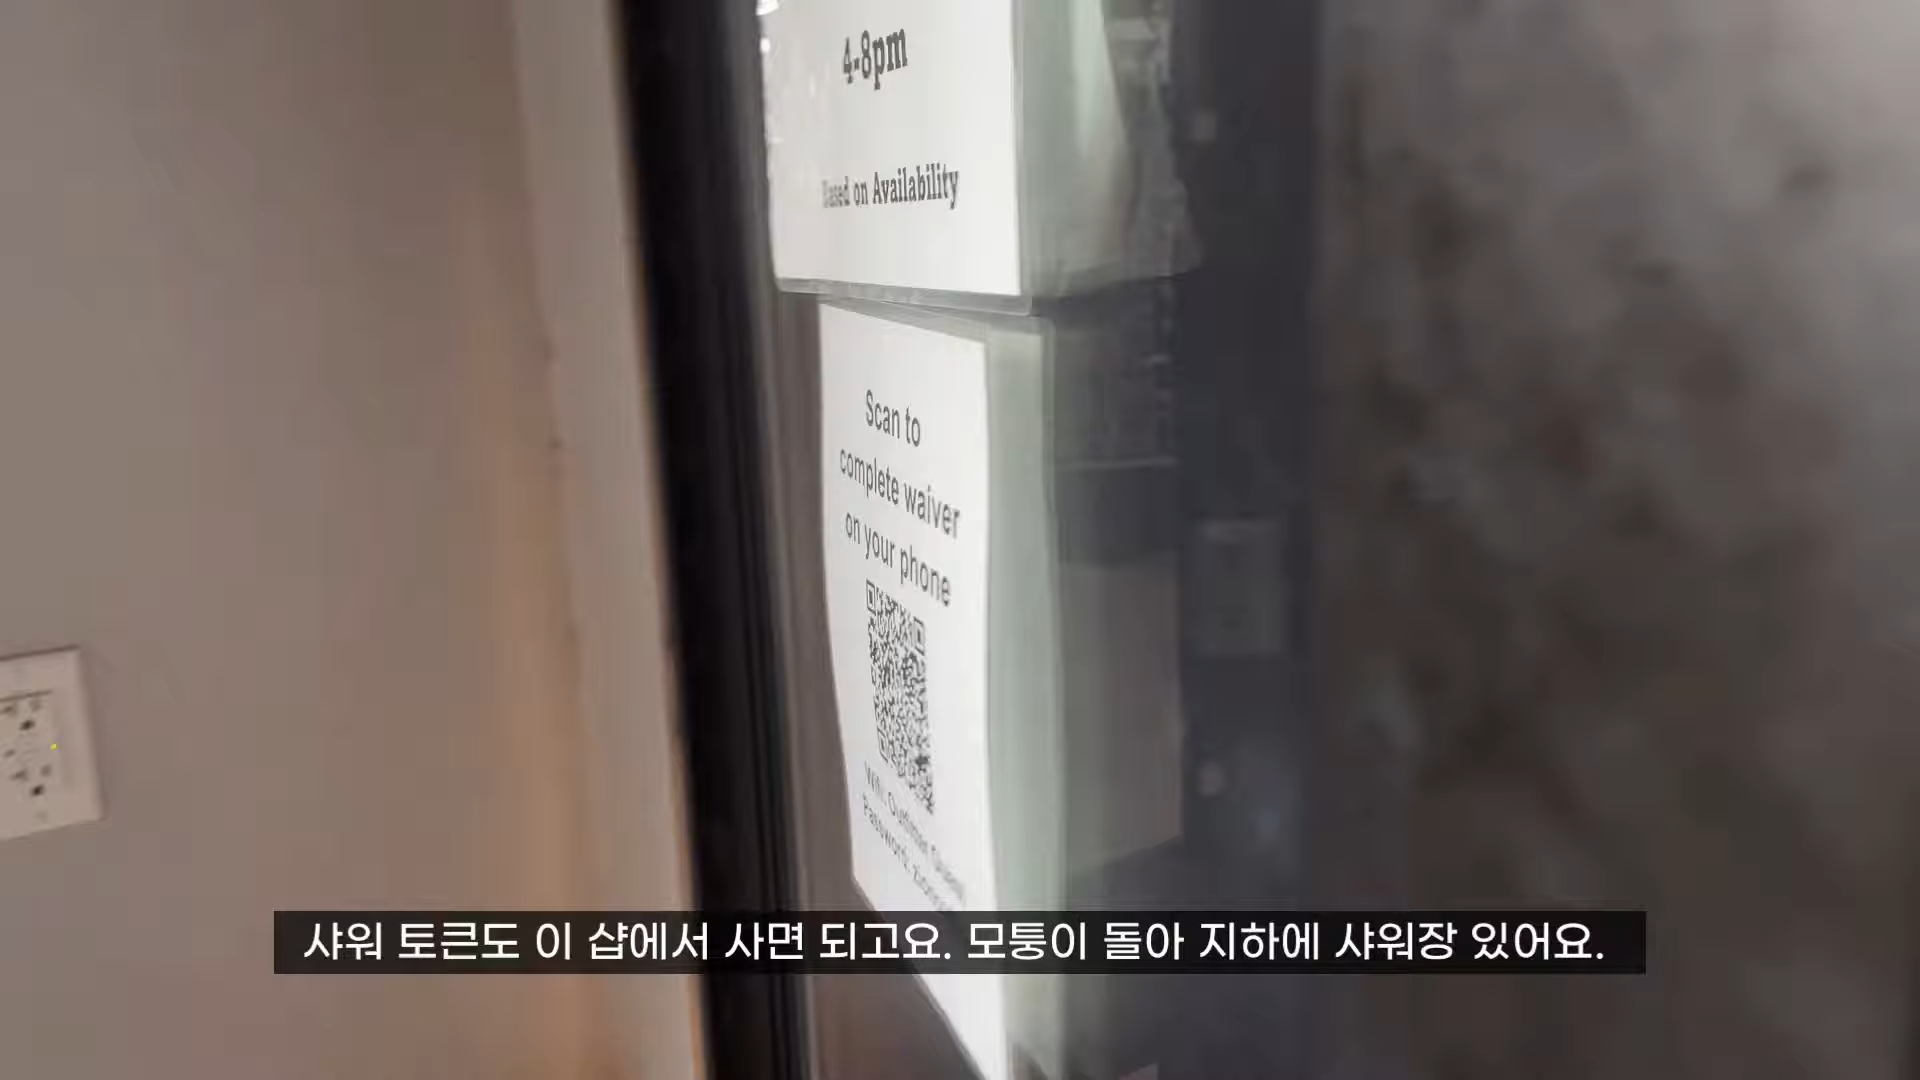 4-8pm
Based on Availability
Scan to
complete waiver
on your phone
Wifi:
Password:
샤워 토큰도 이 샵에서 사면 되고요. 모퉁이 돌아 지하에 샤워장 있어요.